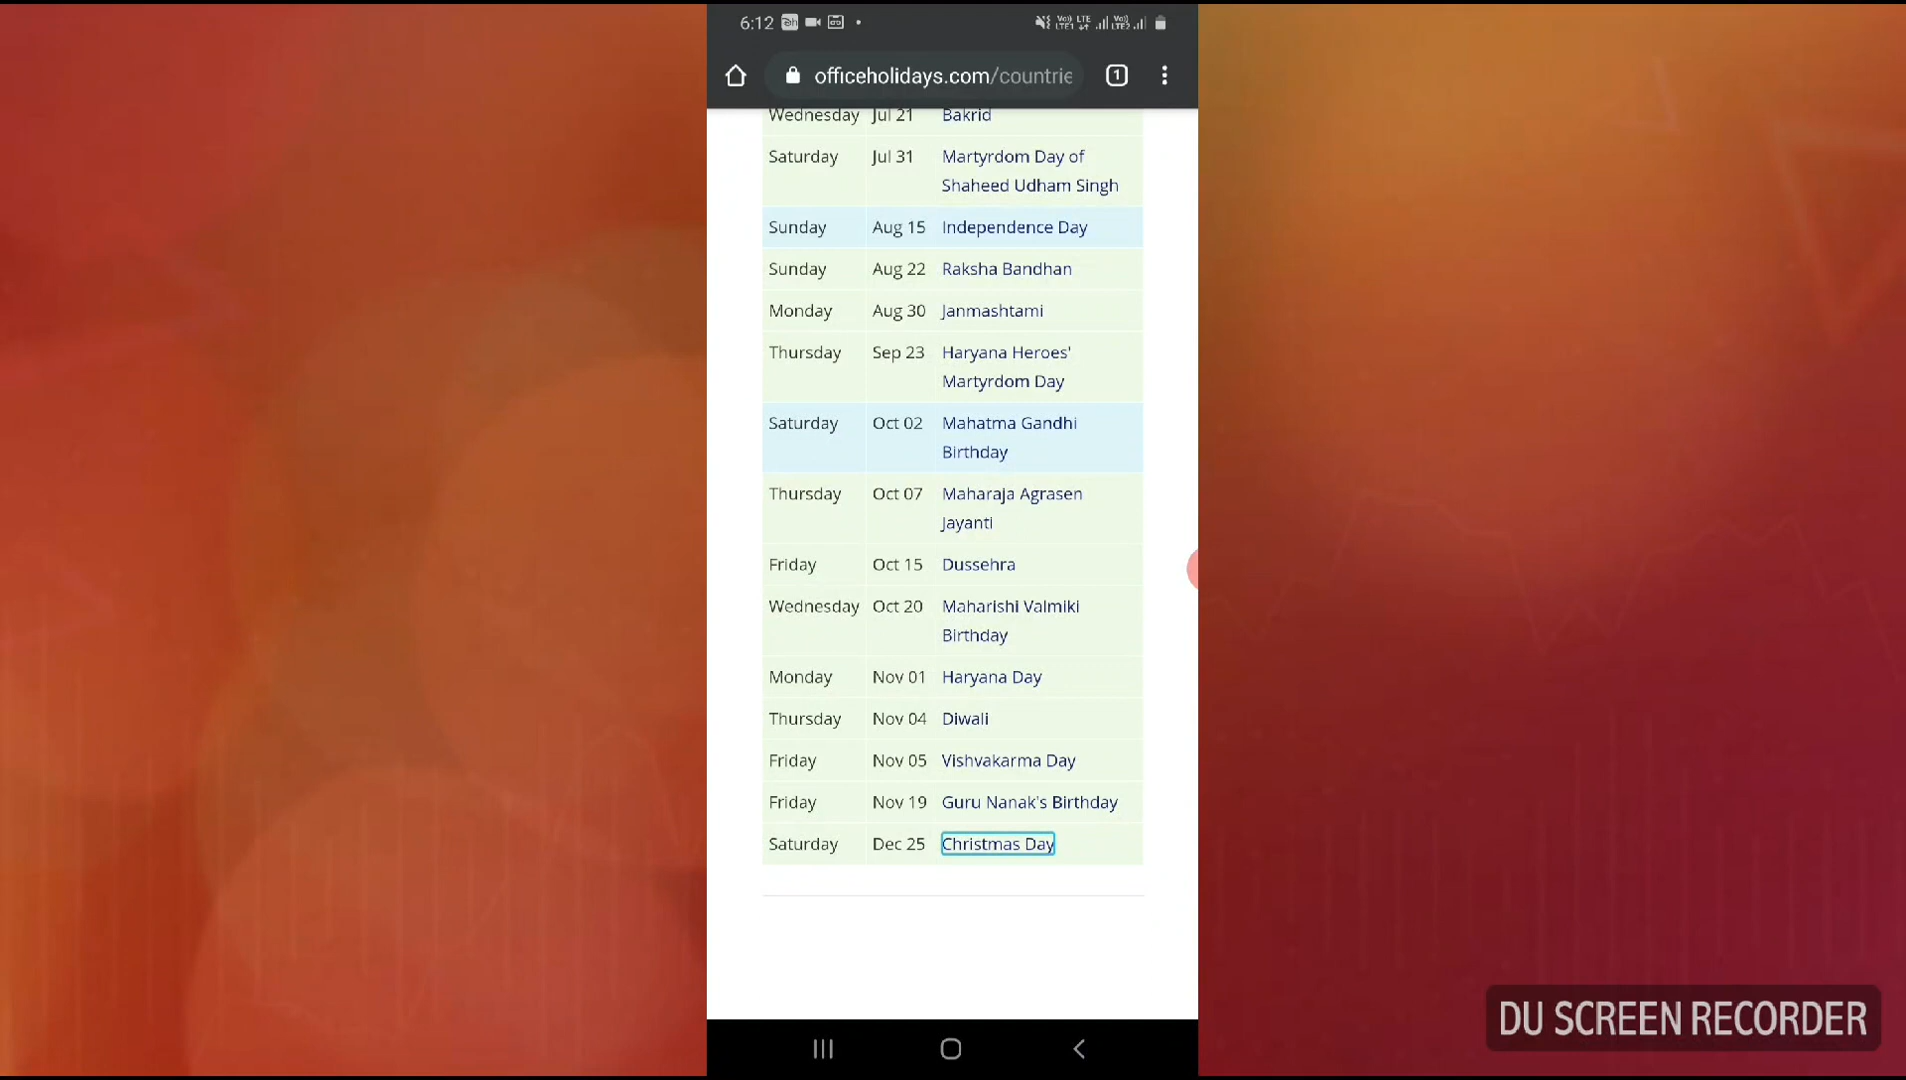 6:12
officeholidays.com/countrie
1
Wednesday Jul 21 Bakrid
Saturday Jul 31 Martyrdom Day of
Shaheed Udham Singh
Sunday Aug 15 Independence Day
Sunday Aug 22 Raksha Bandhan
Monday Aug 30 Janmashtami
Thursday Sep 23 Haryana Heroes'
Martyrdom Day
Saturday Oct 02 Mahatma Gandhi
Birthday
Thursday Oct 07 Maharaja Agrasen
Jayanti
Friday Oct 15 Dussehra
Wednesday Oct 20 Maharishi Valmiki
Birthday
Monday Nov 01 Haryana Day
Thursday Nov 04 Diwali
Friday Nov 05 Vishvakarma Day
Friday Nov 19 Guru Nanak's Birthday
Saturday Dec 25 Christmas Day
DU SCREEN RECORDER